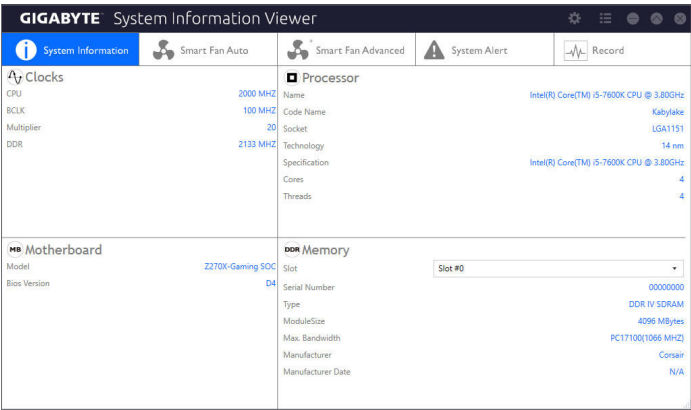 GIGABYTE™ System Information Viewer
System Information
Smart Fan Auto
Smart Fan Advanced
System Alert
Record
Clocks
CPU 2000 MHZ
BCLK 100 MHZ
Multiplier 20
DDR 2133 MHZ
Processor
Name Intel(R) Core(TM) i5-7600K CPU @ 3.80GHz
Code Name Kabylake
Socket LGA1151
Technology 14 nm
Specification Intel(R) Core(TM) i5-7600K CPU @ 3.80GHz
Cores 4
Threads 4
MB Motherboard
Model Z270X-Gaming SOC
Bios Version D4
DDR Memory
Slot Slot #0
Serial Number 00000000
Type DDR IV SDRAM
ModuleSize 4096 MBytes
Max. Bandwidth PC17100(1066 MHZ)
Manufacturer Corsair
Manufacturer Date N/A